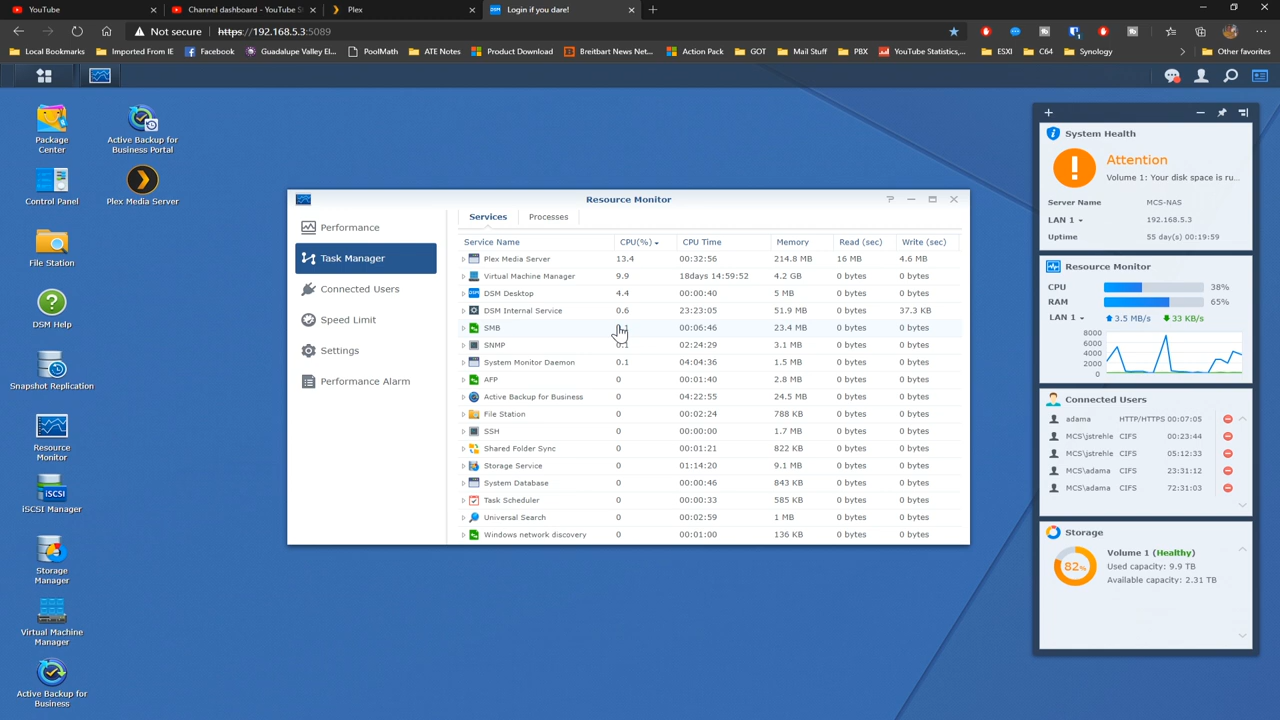 YouTube
Channel dashboard - YouTube S
Plex
Login if you dare!
Not secure https://192.168.5.3:5089
Local Bookmarks Imported From IE Facebook Guadalupe Valley El... PoolMath ATE Notes Product Download Breitbart News Net... Action Pack GOT Mail Stuff PBX YouTube Statistics,... ESXI C64 Synology Other favorites
Package Center
Active Backup for Business Portal
Control Panel
Plex Media Server
File Station
DSM Help
Snapshot Replication
Resource Monitor
iSCSI
iSCSI Manager
Storage Manager
Virtual Machine Manager
Active Backup for Business
Resource Monitor
Performance
Task Manager
Connected Users
Speed Limit
Settings
Performance Alarm
Services Processes
Service Name CPU(%) CPU Time Memory Read (sec) Write (sec)
Plex Media Server 13.4 00:32:56 214.8 MB 16 MB 4.6 MB
Virtual Machine Manager 9.9 18days 14:59:52 4.2 GB 0 bytes 0 bytes
DSM Desktop 4.4 00:00:40 5 MB 0 bytes 0 bytes
DSM Internal Service 0.6 23:23:05 51.9 MB 0 bytes 37.3 KB
SMB 00:06:46 23.4 MB 0 bytes 0 bytes
SNMP 0.1 02:24:29 3.1 MB 0 bytes 0 bytes
System Monitor Daemon 0.1 04:04:36 1.5 MB 0 bytes 0 bytes
AFP 0 00:01:40 2.8 MB 0 bytes 0 bytes
Active Backup for Business 0 04:22:55 24.5 MB 0 bytes 0 bytes
File Station 0 00:02:24 788 KB 0 bytes 0 bytes
SSH 0 00:00:00 1.7 MB 0 bytes 0 bytes
Shared Folder Sync 0 00:01:21 822 KB 0 bytes 0 bytes
Storage Service 0 01:14:20 9.1 MB 0 bytes 0 bytes
System Database 0 00:00:46 843 KB 0 bytes 0 bytes
Task Scheduler 0 00:00:33 585 KB 0 bytes 0 bytes
Universal Search 0 00:02:59 1 MB 0 bytes 0 bytes
Windows network discovery 0 00:01:00 136 KB 0 bytes 0 bytes
System Health
Attention
Volume 1: Your disk space is ru...
Server Name MCS-NAS
LAN 1 192.168.5.3
Uptime 55 day(s) 00:19:59
Resource Monitor
CPU 38%
RAM 65%
LAN 1 3.5 MB/s 33 KB/s
8000
6000
4000
2000
0
Connected Users
adama HTTP/HTTPS 00:07:05
MCS\jstrehle CIFS 00:23:44
MCS\jstrehle CIFS 05:12:33
MCS\adama CIFS 23:31:12
MCS\adama CIFS 72:31:03
Storage
82%
Volume 1 (Healthy)
Used capacity: 9.9 TB
Available capacity: 2.31 TB